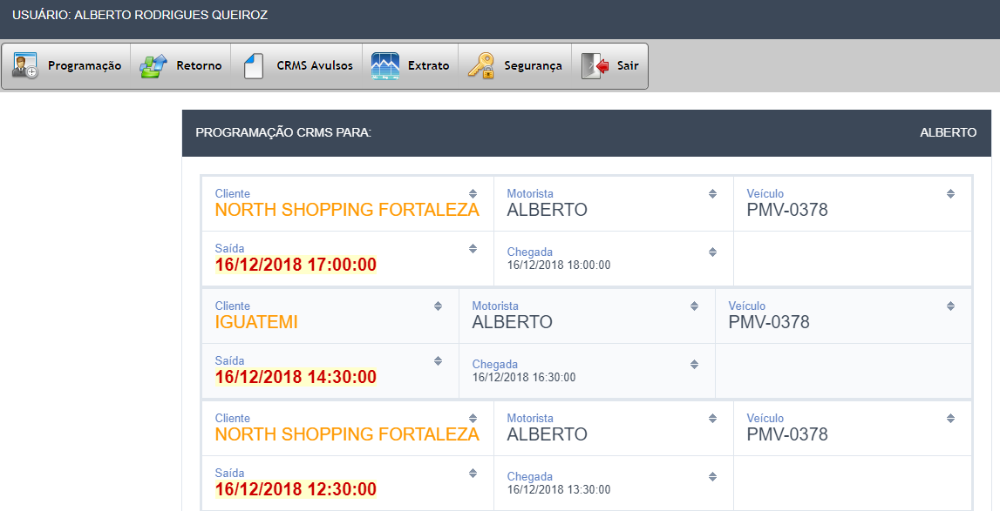 USUÁRIO: ALBERTO RODRIGUES QUEIROZ
Programação Retorno CRMS Avulsos Extrato Segurança Sair
PROGRAMAÇÃO CRMS PARA: ALBERTO
Cliente Motorista Veículo
NORTH SHOPPING FORTALEZA ALBERTO PMV-0378
Saída Chegada
16/12/2018 17:00:00 16/12/2018 18:00:00
Cliente Motorista Veículo
IGUATEMI ALBERTO PMV-0378
Saída Chegada
16/12/2018 14:30:00 16/12/2018 16:30:00
Cliente Motorista Veículo
NORTH SHOPPING FORTALEZA ALBERTO PMV-0378
Saída Chegada
16/12/2018 12:30:00 16/12/2018 13:30:00